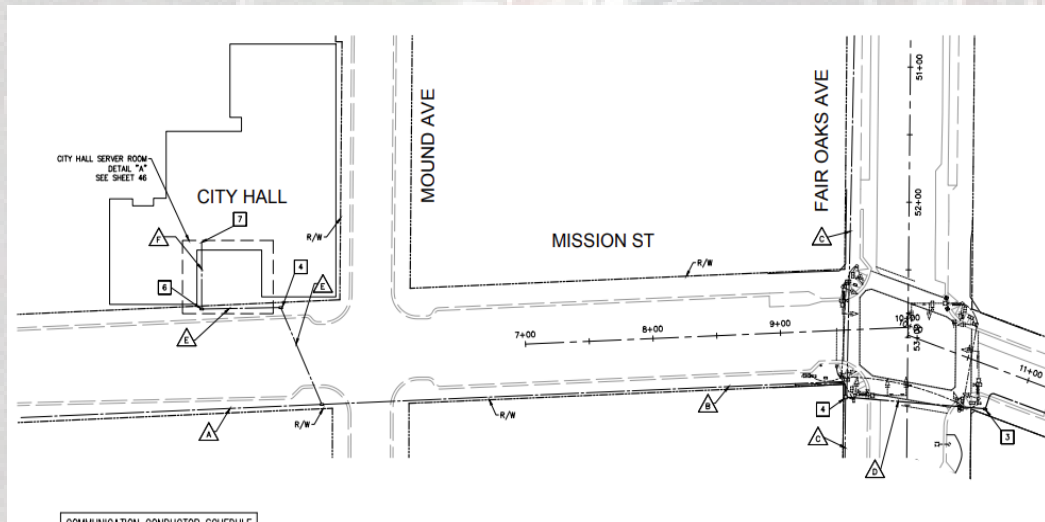 CITY HALL SERVER ROOM
DETAIL "A"
SEE SHEET 46
CITY HALL
7
F
R/W
4
E
6
E
A
R/W
MOUND AVE
MISSION ST
R/W
FAIR OAKS AVE
C
51+00
52+00
7+00
8+00
9+00
10+00
53+
11+00
R/W
B
4
C
D
3
COMMUNICATION CONDUCTOR SCHEDULE